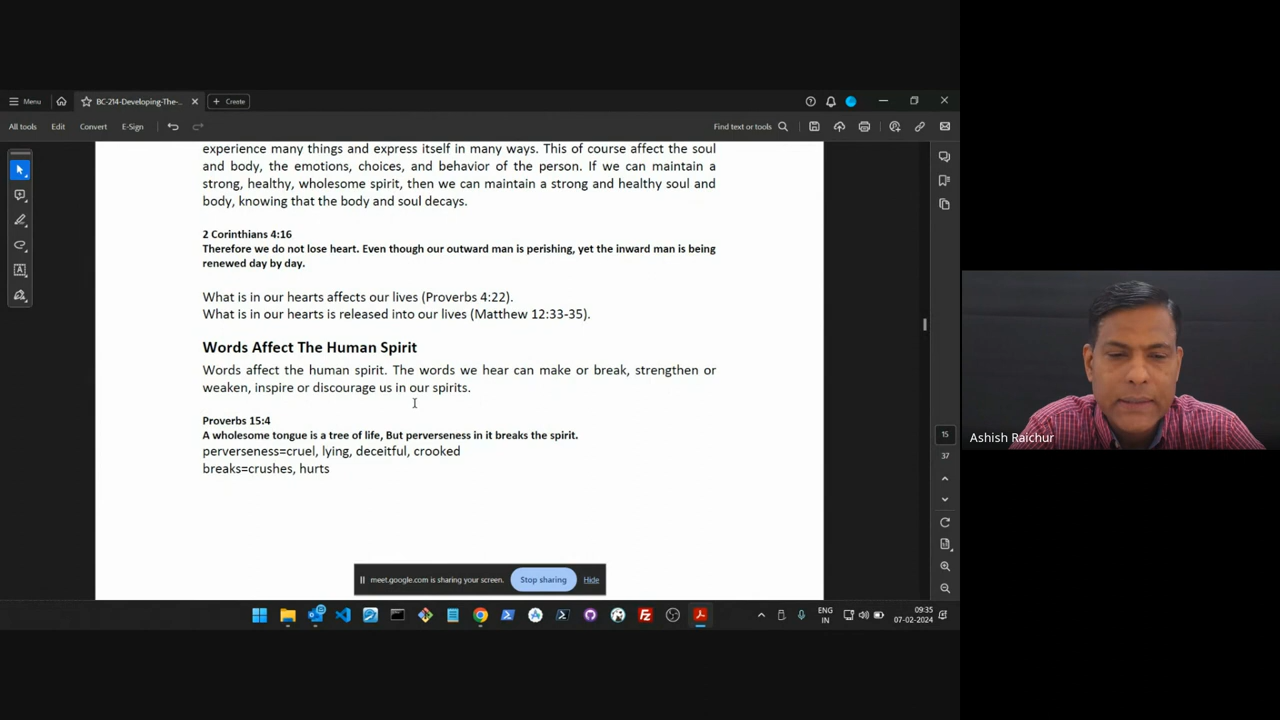 Menu
BC-214-Developing-The-...
Create
All tools
Edit
Convert
E-Sign
Find text or tools
experience many things and express itself in many ways. This of course affect the soul
and body, the emotions, choices, and behavior of the person. If we can maintain a
strong, healthy, wholesome spirit, then we can maintain a strong and healthy soul and
body, knowing that the body and soul decays.
2 Corinthians 4:16
Therefore we do not lose heart. Even though our outward man is perishing, yet the inward man is being
renewed day by day.
What is in our hearts affects our lives (Proverbs 4:22).
What is in our hearts is released into our lives (Matthew 12:33-35).
Words Affect The Human Spirit
Words affect the human spirit. The words we hear can make or break, strengthen or
weaken, inspire or discourage us in our spirits.
Proverbs 15:4
A wholesome tongue is a tree of life, But perverseness in it breaks the spirit.
perverseness=cruel, lying, deceitful, crooked
breaks=crushes, hurts
15
37
Ashish Raichur
meet.google.com is sharing your screen.
Stop sharing
Hide
ENG
IN
09:35
07-02-2024